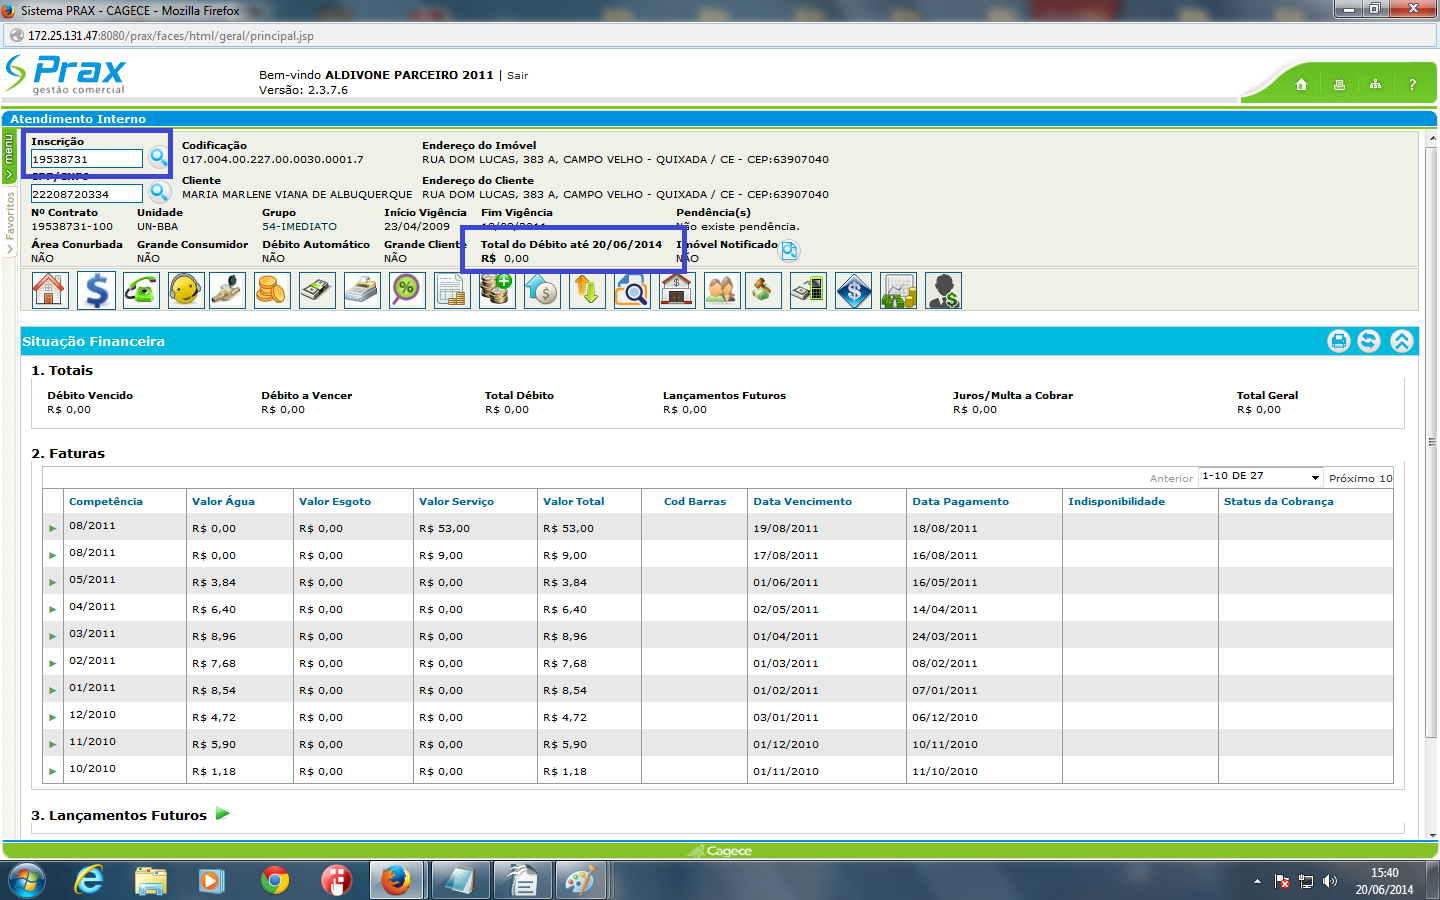 Sistema PRAX - CAGECE - Mozilla Firefox
172.25.131.47:8080/prax/faces/html/geral/principal.jsp
Prax
gestão comercial
Bem-vindo ALDIVONE PARCEIRO 2011 | Sair
Versão: 2.3.7.6
?
Atendimento Interno
menu
Favoritos
Inscrição
19538731
Codificação
017.004.00.227.00.0030.0001.7
Endereço do Imóvel
RUA DOM LUCAS, 383 A, CAMPO VELHO - QUIXADA / CE - CEP:63907040
22208720334
Cliente
MARIA MARLENE VIANA DE ALBUQUERQUE
Endereço do Cliente
RUA DOM LUCAS, 383 A, CAMPO VELHO - QUIXADA / CE - CEP:63907040
Nº Contrato Unidade Grupo Início Vigência Fim Vigência Pendência(s)
19538731-100 UN-BBA 54-IMEDIATO 23/04/2009 Não existe pendência.
Área Conurbada Grande Consumidor Débito Automático Grande Cliente Total do Débito até 20/06/2014 Imóvel Notificado
NÃO NÃO NÃO NÃO R$ 0,00 NÃO
Situação Financeira
1. Totais
Débito Vencido Débito a Vencer Total Débito Lançamentos Futuros Juros/Multa a Cobrar Total Geral
R$ 0,00 R$ 0,00 R$ 0,00 R$ 0,00 R$ 0,00 R$ 0,00
2. Faturas
Anterior 1-10 DE 27 Próximo 10
Competência Valor Água Valor Esgoto Valor Serviço Valor Total Cod Barras Data Vencimento Data Pagamento Indisponibilidade Status da Cobrança
08/2011 R$ 0,00 R$ 0,00 R$ 53,00 R$ 53,00 19/08/2011 18/08/2011
08/2011 R$ 0,00 R$ 0,00 R$ 9,00 R$ 9,00 17/08/2011 16/08/2011
05/2011 R$ 3,84 R$ 0,00 R$ 0,00 R$ 3,84 01/06/2011 16/05/2011
04/2011 R$ 6,40 R$ 0,00 R$ 0,00 R$ 6,40 02/05/2011 14/04/2011
03/2011 R$ 8,96 R$ 0,00 R$ 0,00 R$ 8,96 01/04/2011 24/03/2011
02/2011 R$ 7,68 R$ 0,00 R$ 0,00 R$ 7,68 01/03/2011 08/02/2011
01/2011 R$ 8,54 R$ 0,00 R$ 0,00 R$ 8,54 01/02/2011 07/01/2011
12/2010 R$ 4,72 R$ 0,00 R$ 0,00 R$ 4,72 03/01/2011 06/12/2010
11/2010 R$ 5,90 R$ 0,00 R$ 0,00 R$ 5,90 01/12/2010 10/11/2010
10/2010 R$ 1,18 R$ 0,00 R$ 0,00 R$ 1,18 01/11/2010 11/10/2010
3. Lançamentos Futuros
Cagece
15:40
20/06/2014